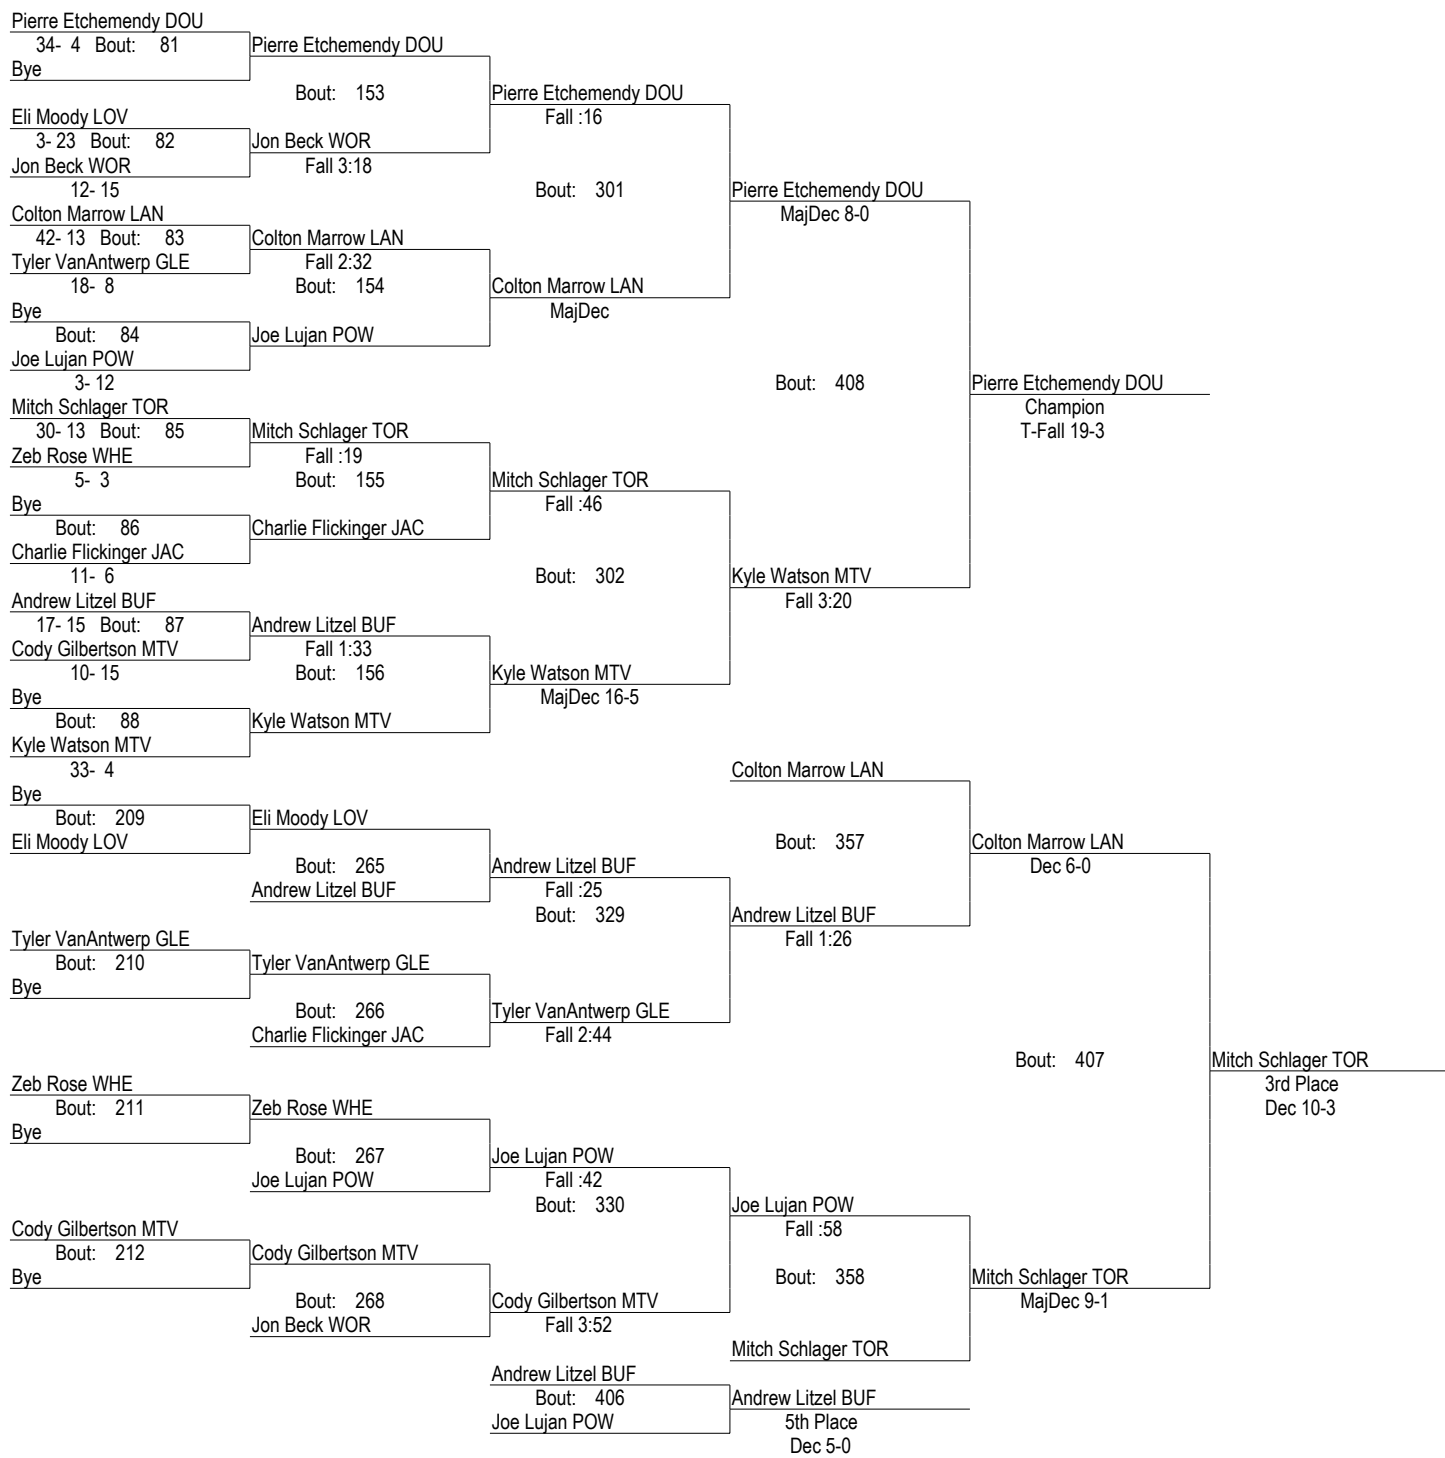 Pierre Etchemendy DOU
34- 4 Bout: 81 Pierre Etchemendy DOU
Bye
Bout: 153 Pierre Etchemendy DOU
Eli Moody LOV Fall :16
3- 23 Bout: 82 Jon Beck WOR
Jon Beck WOR Fall 3:18
12- 15 Bout: 301 Pierre Etchemendy DOU
Colton Marrow LAN MajDec 8-0
42- 13 Bout: 83 Colton Marrow LAN
Tyler VanAntwerp GLE Fall 2:32
18- 8 Bout: 154 Colton Marrow LAN
Bye MajDec
Bout: 84 Joe Lujan POW
Joe Lujan POW
3- 12 Bout: 408 Pierre Etchemendy DOU
Mitch Schlager TOR Champion
30- 13 Bout: 85 Mitch Schlager TOR T-Fall 19-3
Zeb Rose WHE Fall :19
5- 3 Bout: 155 Mitch Schlager TOR
Bye Fall :46
Bout: 86 Charlie Flickinger JAC
Charlie Flickinger JAC
11- 6 Bout: 302 Kyle Watson MTV
Andrew Litzel BUF Fall 3:20
17- 15 Bout: 87 Andrew Litzel BUF
Cody Gilbertson MTV Fall 1:33
10- 15 Bout: 156 Kyle Watson MTV
Bye MajDec 16-5
Bout: 88 Kyle Watson MTV
Kyle Watson MTV
33- 4 Colton Marrow LAN
Bye
Bout: 209 Eli Moody LOV
Eli Moody LOV Bout: 357 Colton Marrow LAN
Bout: 265 Andrew Litzel BUF Dec 6-0
Andrew Litzel BUF Fall :25
Bout: 329 Andrew Litzel BUF
Tyler VanAntwerp GLE Fall 1:26
Bout: 210 Tyler VanAntwerp GLE
Bye
Bout: 266 Tyler VanAntwerp GLE
Charlie Flickinger JAC Fall 2:44
Bout: 407 Mitch Schlager TOR
Zeb Rose WHE 3rd Place
Bout: 211 Zeb Rose WHE Dec 10-3
Bye
Bout: 267 Joe Lujan POW
Joe Lujan POW Fall :42
Bout: 330 Joe Lujan POW
Cody Gilbertson MTV Fall :58
Bout: 212 Cody Gilbertson MTV
Bye Bout: 358 Mitch Schlager TOR
Bout: 268 Cody Gilbertson MTV MajDec 9-1
Jon Beck WOR Fall 3:52
Mitch Schlager TOR
Andrew Litzel BUF
Bout: 406 Andrew Litzel BUF
Joe Lujan POW 5th Place
Dec 5-0